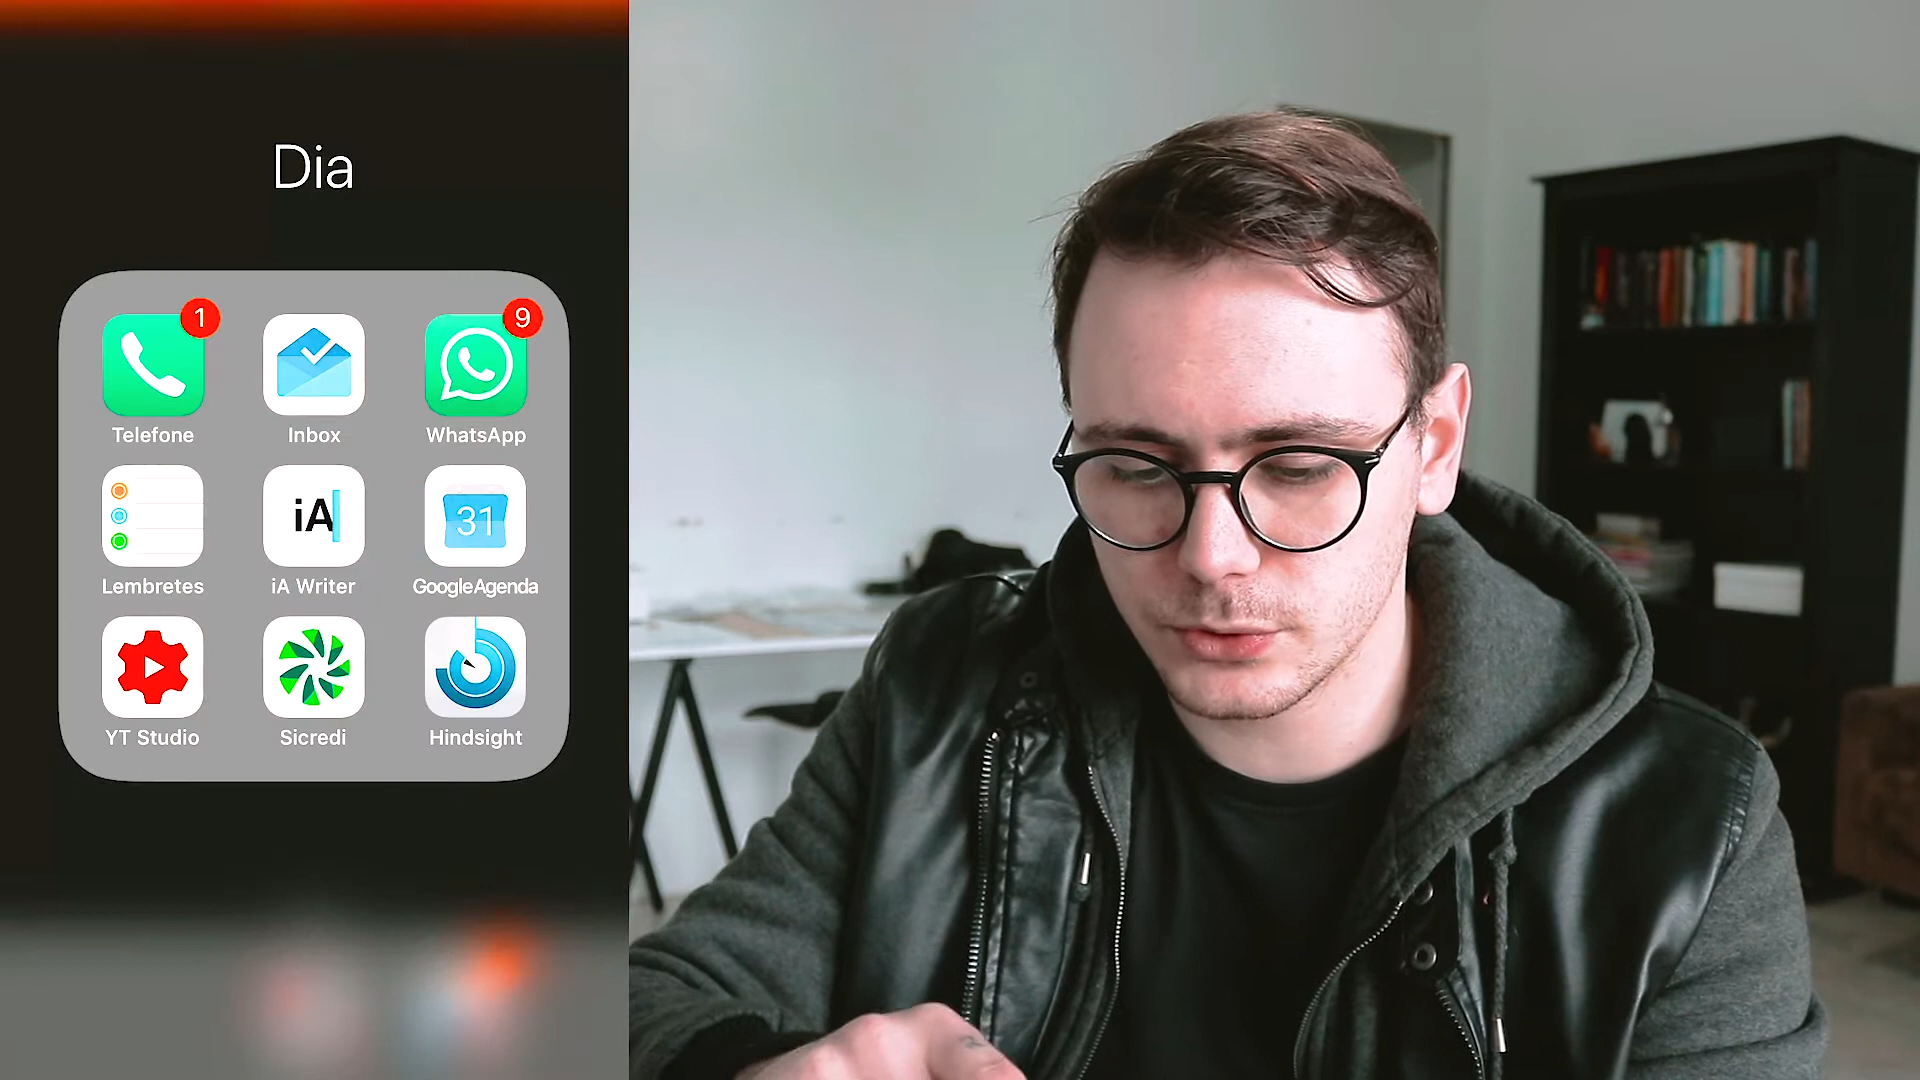 Dia
1
9
Telefone
Inbox
WhatsApp
31
iA
Lembretes
iA Writer
GoogleAgenda
YT Studio
Sicredi
Hindsight